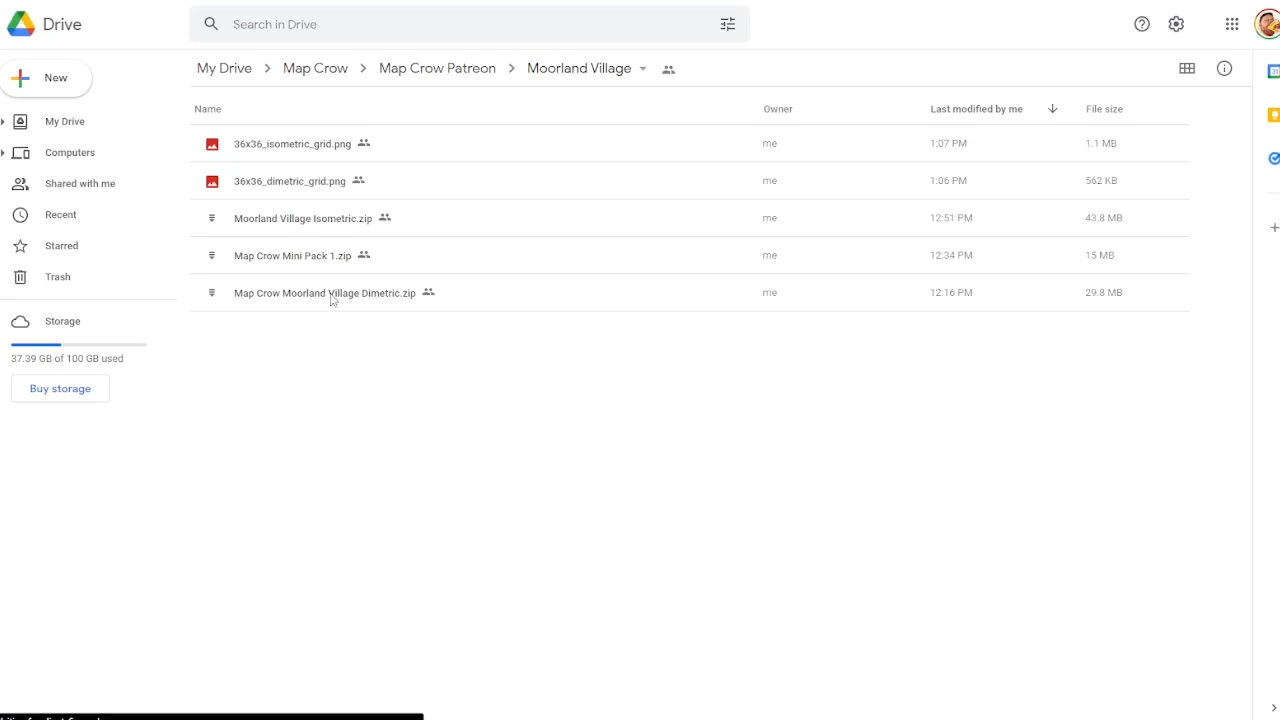 Drive
Search in Drive
New
My Drive
Computers
Shared with me
Recent
Starred
Trash
Storage
37.39 GB of 100 GB used
Buy storage
My Drive > Map Crow > Map Crow Patreon > Moorland Village
Name Owner Last modified by me File size
36x36_isometric_grid.png me 1:07 PM 1.1 MB
36x36_dimetric_grid.png me 1:06 PM 562 KB
Moorland Village Isometric.zip me 12:51 PM 43.8 MB
Map Crow Mini Pack 1.zip me 12:34 PM 15 MB
Map Crow Moorland Village Dimetric.zip me 12:16 PM 29.8 MB